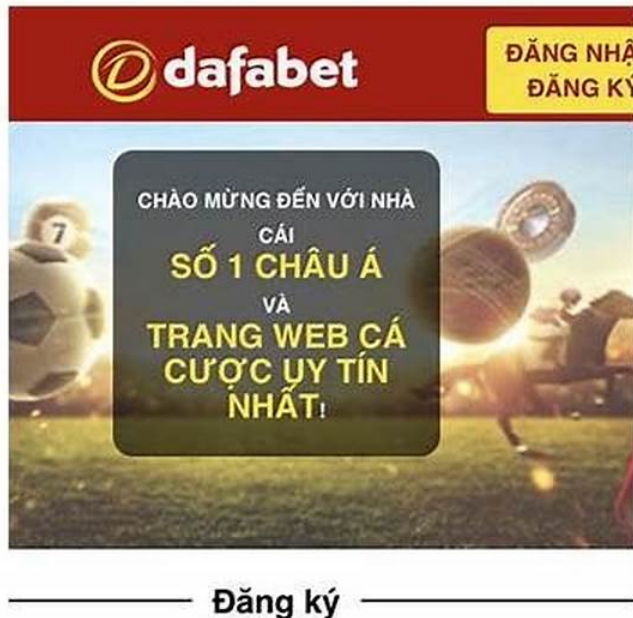 dafabet
ĐĂNG
ĐĂNG
CHÀO MỪNG ĐẾN VỚI NHÀ
CÁI
SỐ 1 CHÂU Á
VÀ
TRANG WEB CÁ
CƯỢC UY TÍN
NHẤT!
7
Đăng ký